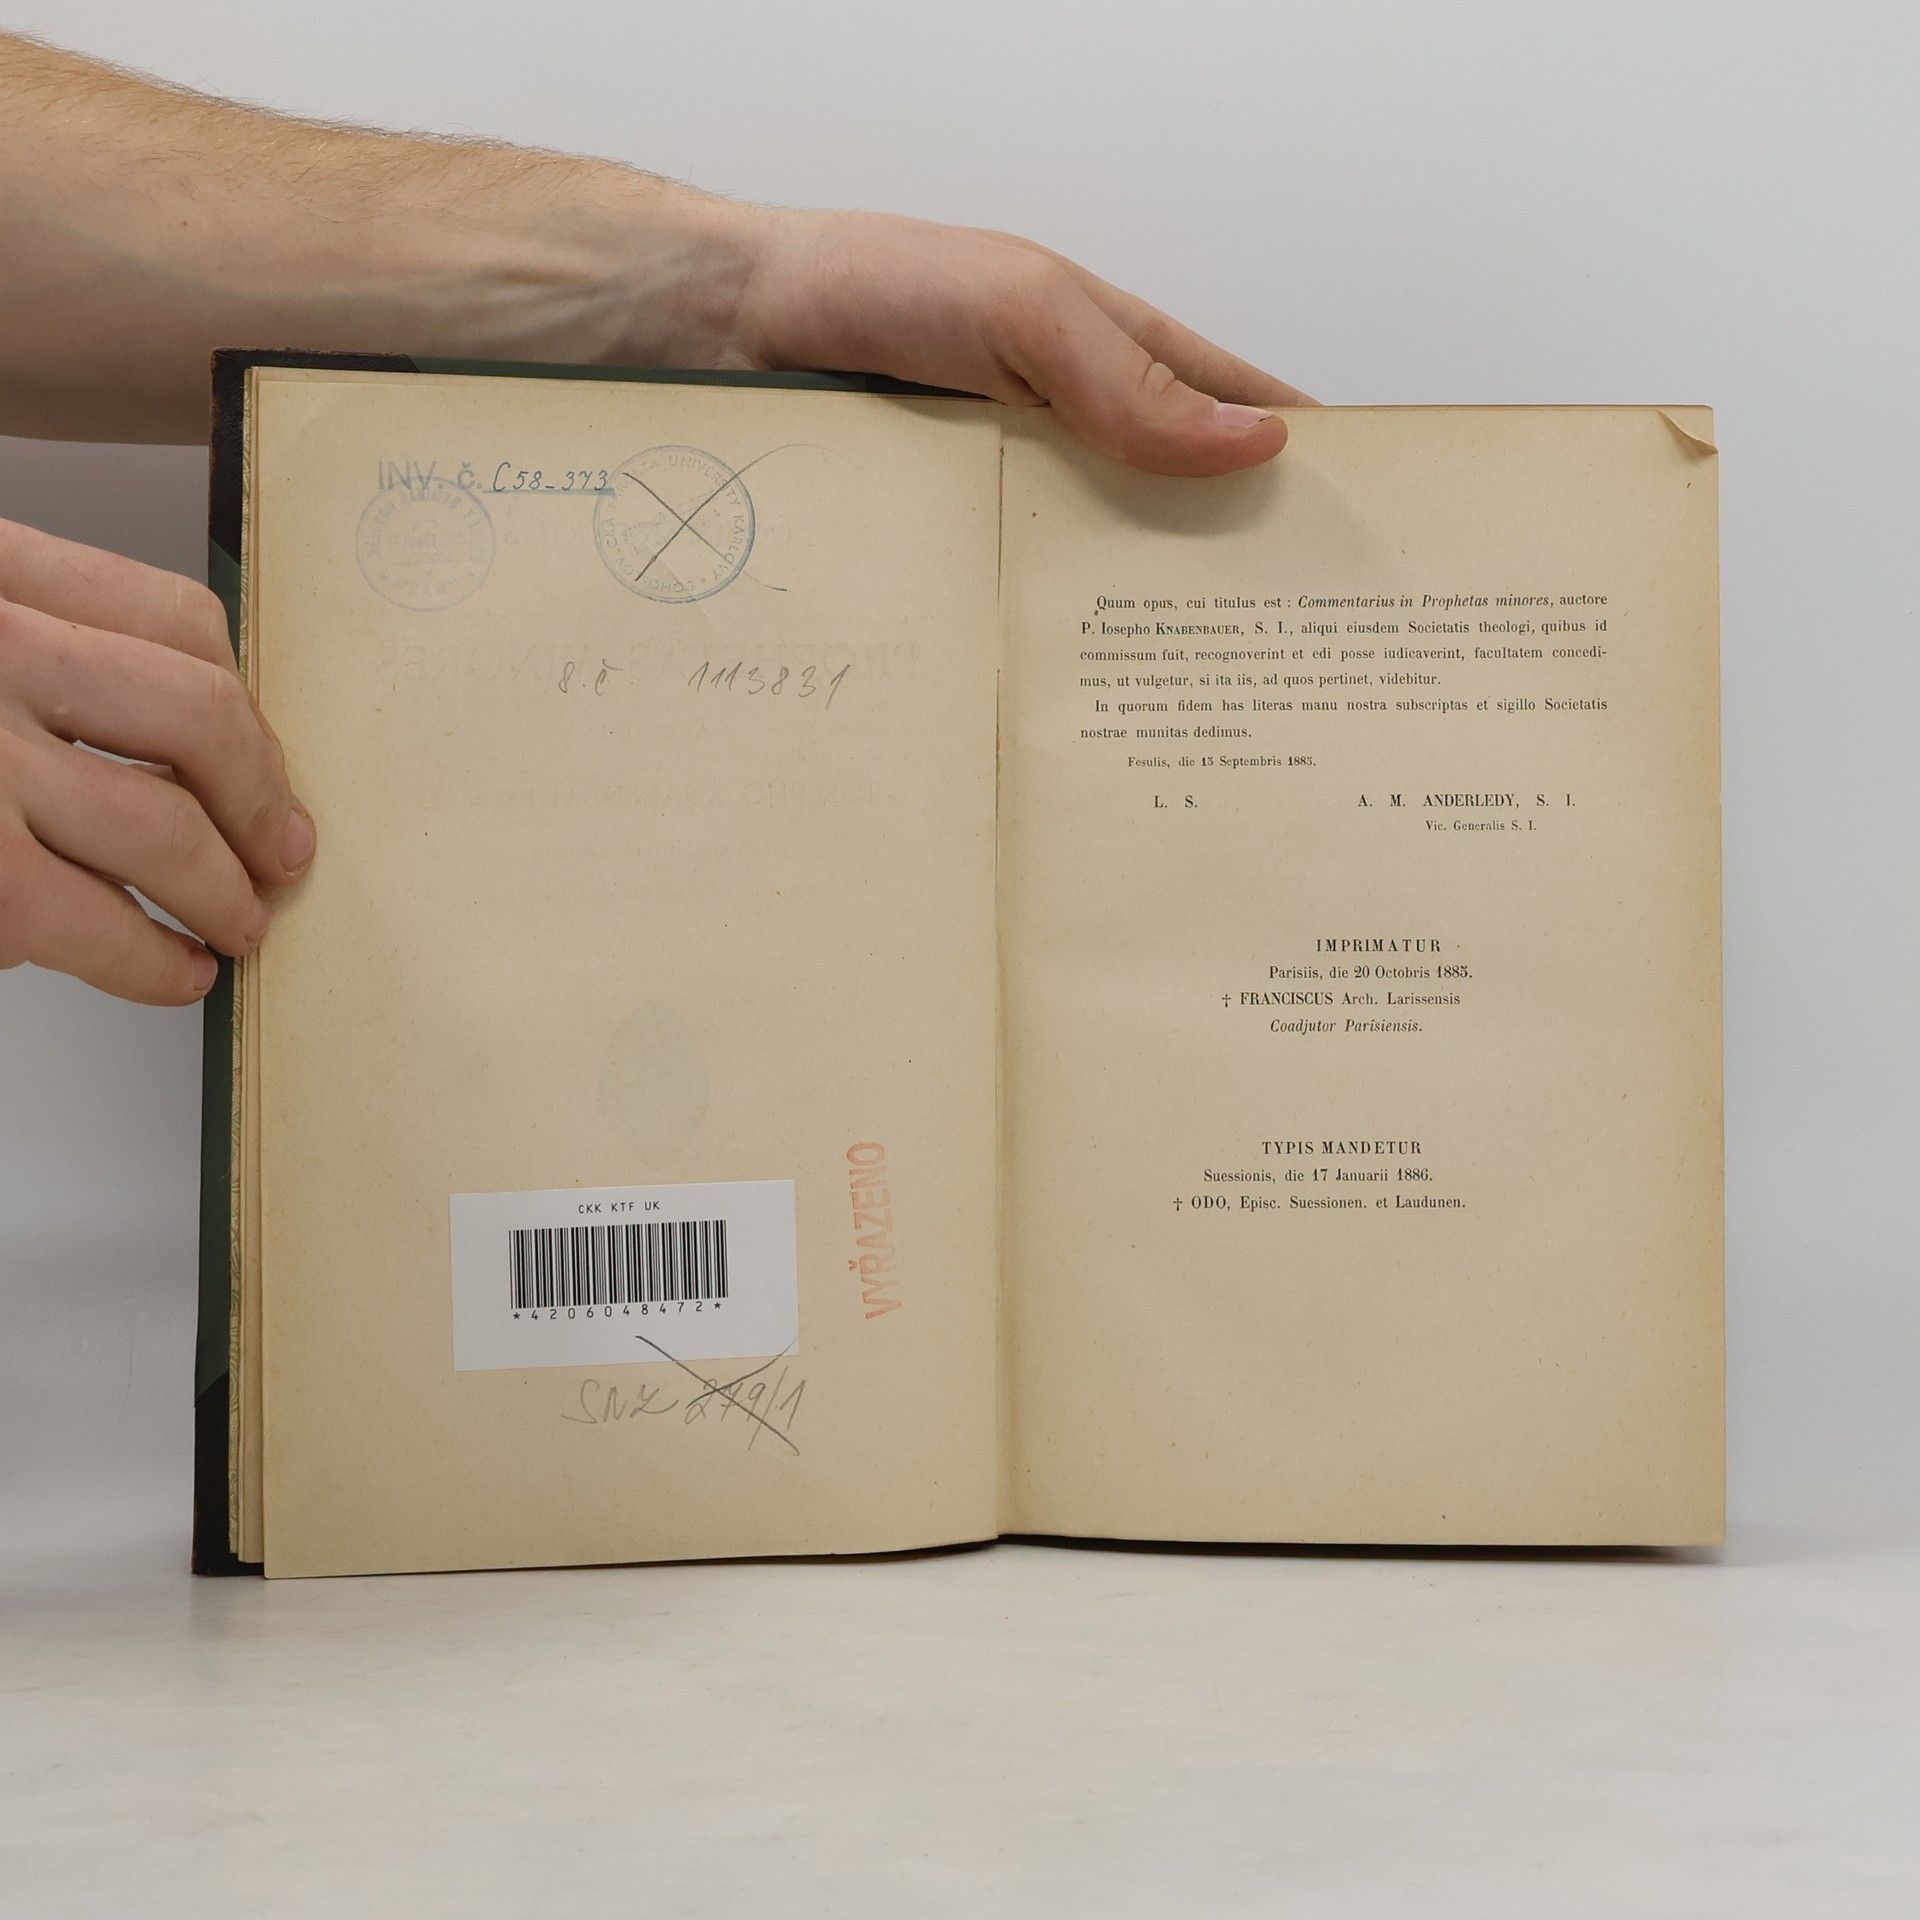 INV. č. C58-373
UNIVERSITY KARLOVY
8.č. 1113831
CKK KTF UK
*4206048472*
VYŘAZENO
SNZ 279/1
Quum opus, cui titulus est : Commentarius in Prophetas minores, auctore
P. Iosepho KNABENBAUER, S. I., aliqui eiusdem Societatis theologi, quibus id
commissum fuit, recognoverint et edi posse iudicaverint, facultatem concedi-
mus, ut vulgetur, si ita iis, ad quos pertinet, videbitur.
In quorum fidem has literas manu nostra subscriptas et sigillo Societatis
nostrae munitas dedimus.
Fesulis, die 15 Septembris 1885.
L. S. A. M. ANDERLEDY, S. I.
Vic. Generalis S. I.
IMPRIMATUR
Parisiis, die 20 Octobris 1885.
† FRANCISCUS Arch. Larissensis
Coadjutor Parisiensis.
TYPIS MANDETUR
Suessionis, die 17 Januarii 1886.
† ODO, Episc. Suessionen. et Laudunen.